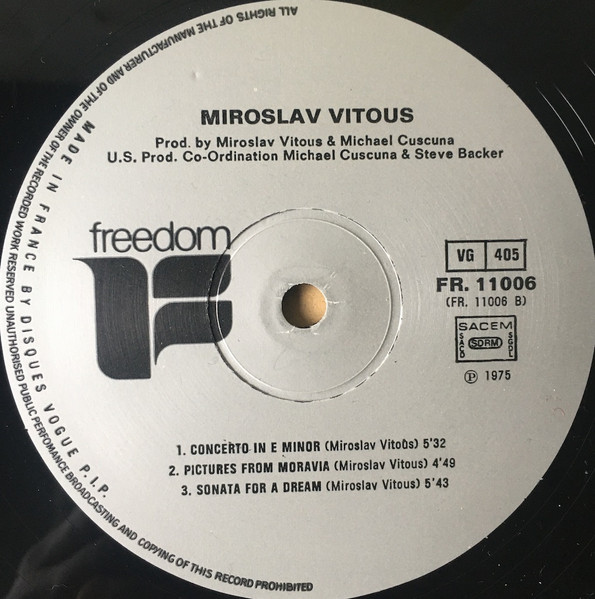 MIROSLAV VITOUS
Prod. by Miroslav Vitous & Michael Cuscuna
U.S. Prod. Co-Ordination Michael Cuscuna & Steve Backer
freedom
VG 405
FR. 11006
(FR. 11006 B)
SACEM
SACD SDRM SGDL
Ⓟ 1975
1. CONCERTO IN E MINOR (Miroslav Vitous) 5'32
2. PICTURES FROM MORAVIA (Miroslav Vitous) 4'49
3. SONATA FOR A DREAM (Miroslav Vitous) 5'43
MADE IN FRANCE BY DISQUES VOGUE P.I.P.
ALL RIGHTS OF THE MANUFACTURER AND OF THE OWNER OF THE RECORDED WORK RESERVED UNAUTHORISED PUBLIC PERFOMANCE BROADCASTING AND COPYING OF THIS RECORD PROHIBITED